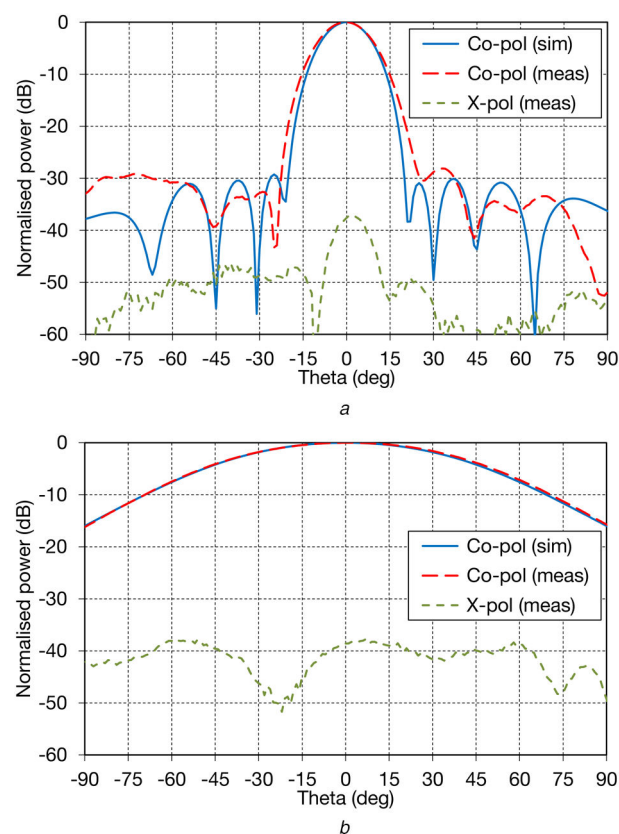 0
-10
-20
-30
-40
-50
-60
Normalised power (dB)
Co-pol (sim)
Co-pol (meas)
X-pol (meas)
-90 -75 -60 -45 -30 -15 0 15 30 45 60 75 90
Theta (deg)
a
0
-10
-20
-30
-40
-50
-60
Normalised power (dB)
Co-pol (sim)
Co-pol (meas)
X-pol (meas)
-90 -75 -60 -45 -30 -15 0 15 30 45 60 75 90
Theta (deg)
b